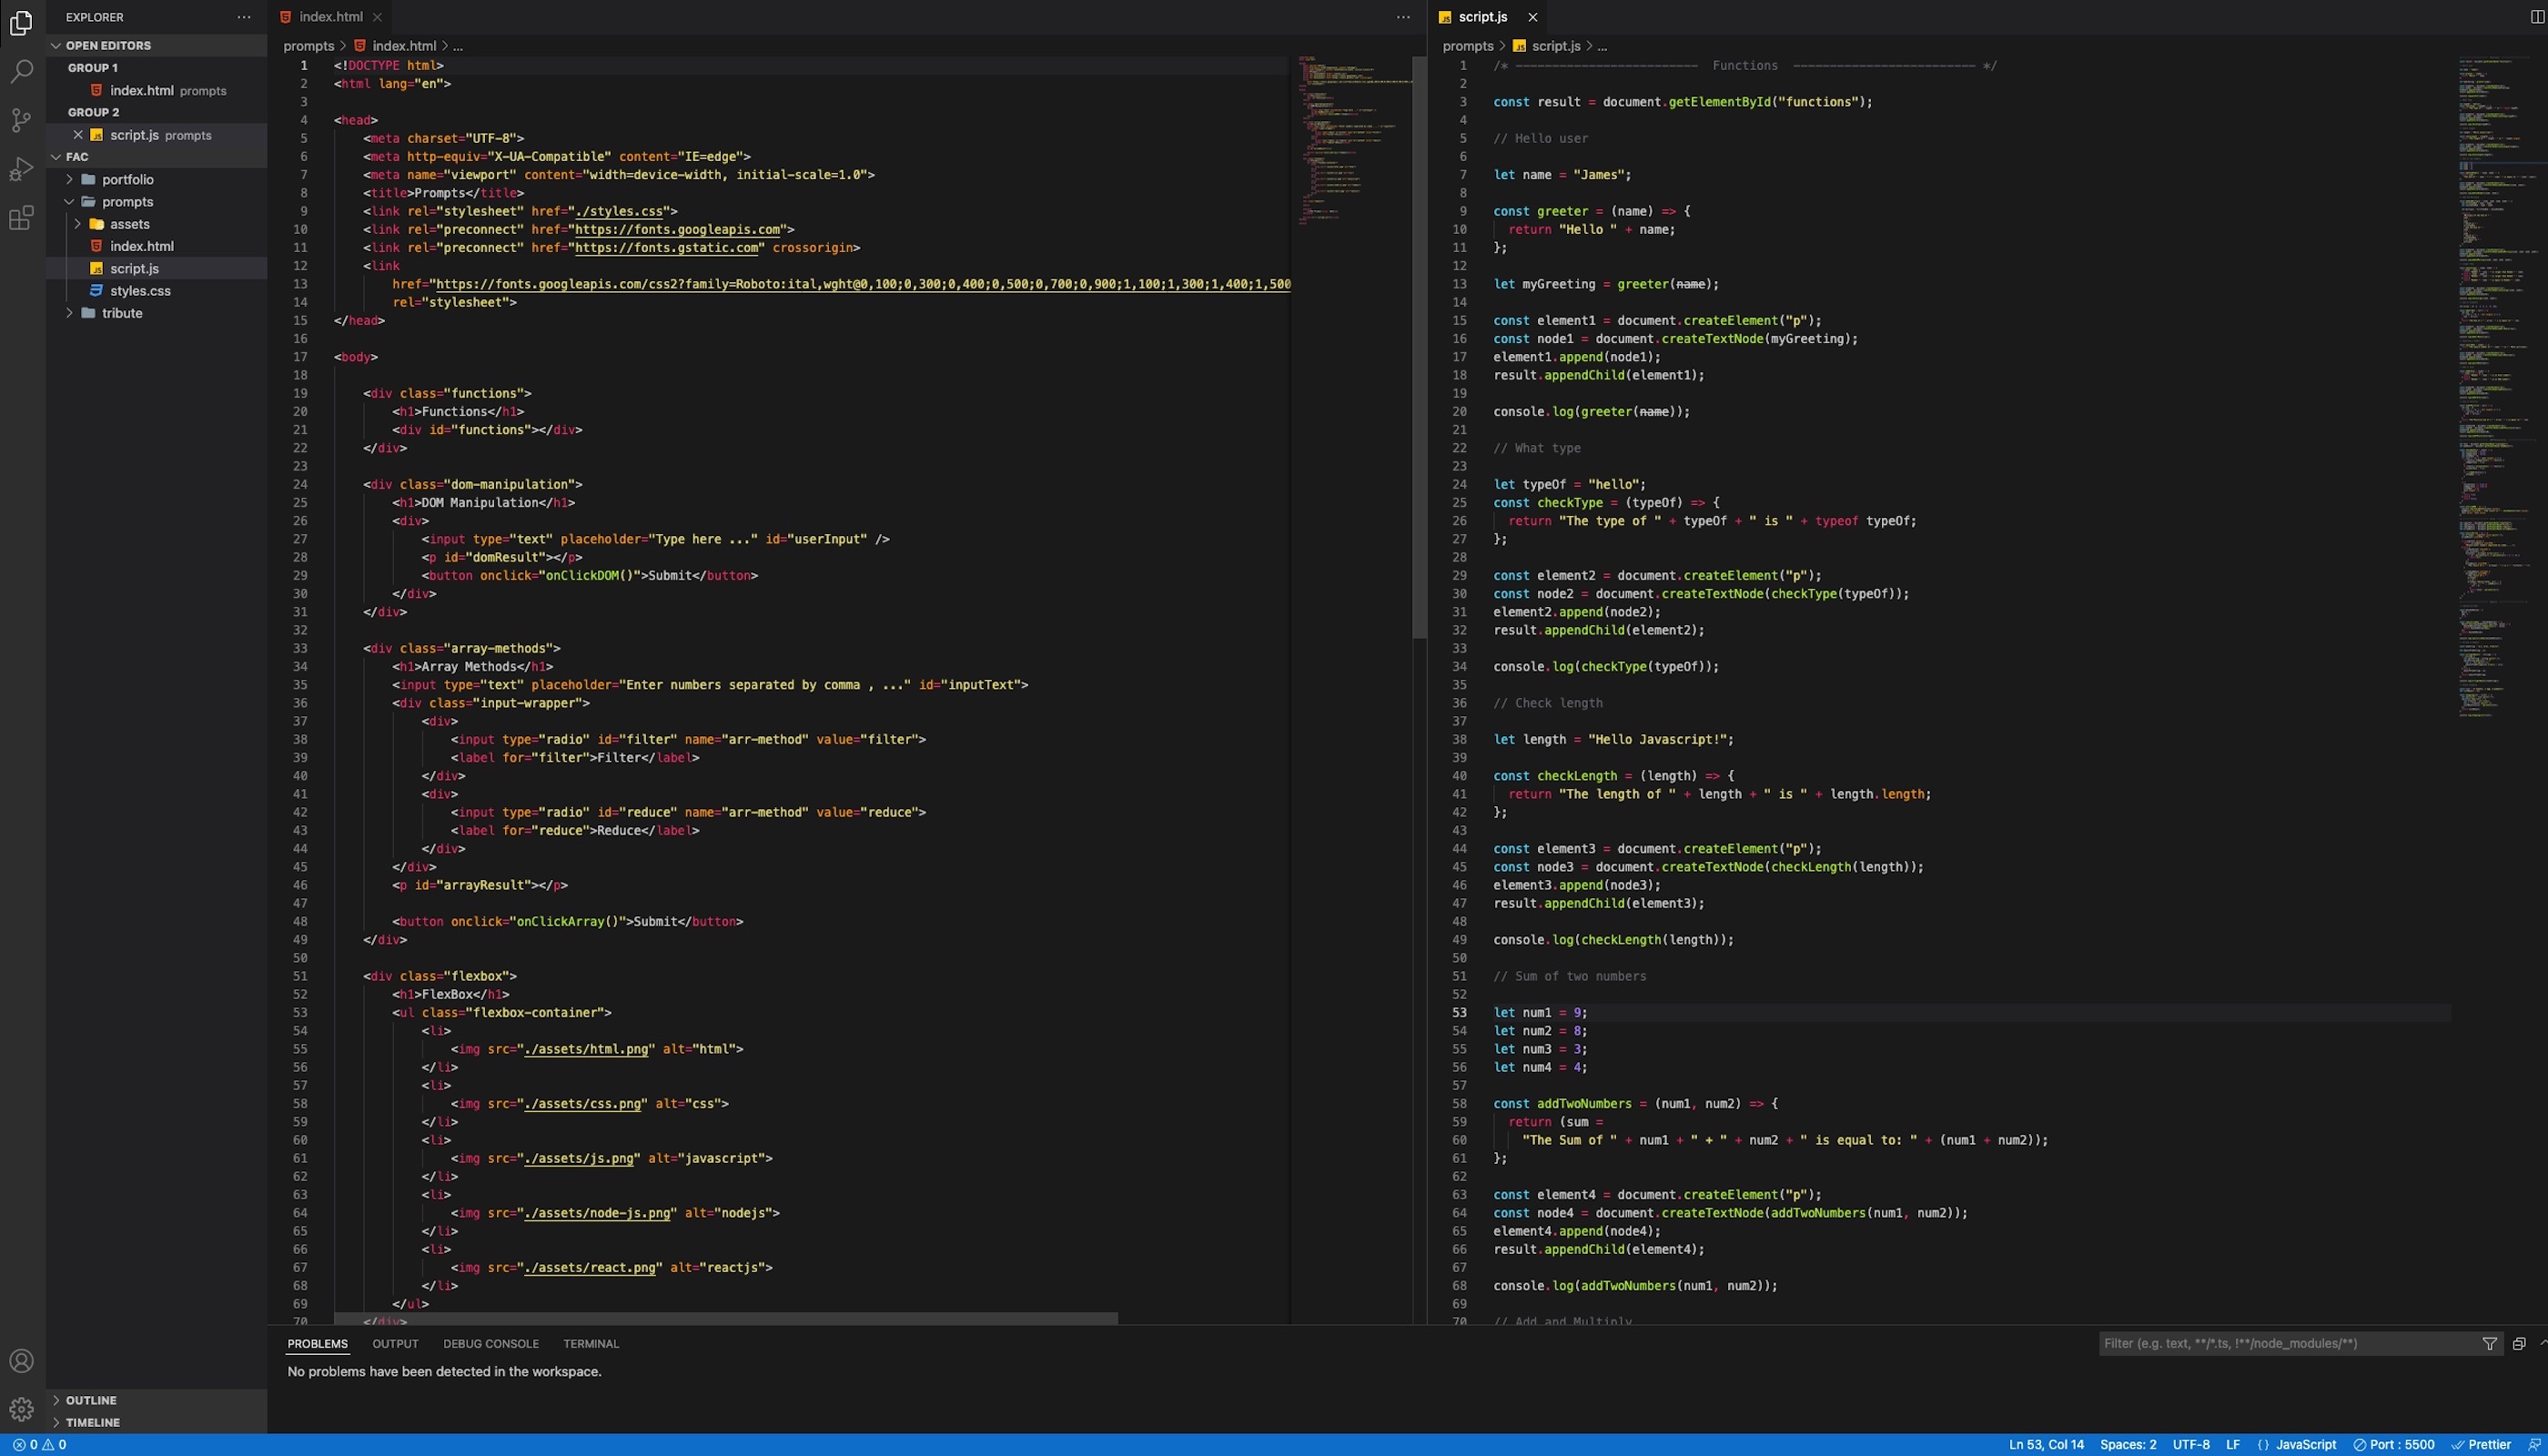 EXPLORER
OPEN EDITORS
GROUP 1
index.html prompts
GROUP 2
script.js prompts
FAC
portfolio
prompts
assets
index.html
script.js
styles.css
tribute
OUTLINE
TIMELINE
index.html
prompts > index.html > ...
1 <!DOCTYPE html>
2 <html lang="en">
3
4 <head>
5 <meta charset="UTF-8">
6 <meta http-equiv="X-UA-Compatible" content="IE=edge">
7 <meta name="viewport" content="width=device-width, initial-scale=1.0">
8 <title>Prompts</title>
9 <link rel="stylesheet" href="./styles.css">
10 <link rel="preconnect" href="https://fonts.googleapis.com">
11 <link rel="preconnect" href="https://fonts.gstatic.com" crossorigin>
12 <link
13 href="https://fonts.googleapis.com/css2?family=Roboto:ital,wght@0,100;0,300;0,400;0,500;0,700;0,900;1,100;1,300;1,400;1,500
14 rel="stylesheet">
15 </head>
16
17 <body>
18
19 <div class="functions">
20 <h1>Functions</h1>
21 <div id="functions"></div>
22 </div>
23
24 <div class="dom-manipulation">
25 <h1>DOM Manipulation</h1>
26 <div>
27 <input type="text" placeholder="Type here ..." id="userInput" />
28 <p id="domResult"></p>
29 <button onclick="onClickDOM()">Submit</button>
30 </div>
31 </div>
32
33 <div class="array-methods">
34 <h1>Array Methods</h1>
35 <input type="text" placeholder="Enter numbers separated by comma , ..." id="inputText">
36 <div class="input-wrapper">
37 <div>
38 <input type="radio" id="filter" name="arr-method" value="filter">
39 <label for="filter">Filter</label>
40 </div>
41 <div>
42 <input type="radio" id="reduce" name="arr-method" value="reduce">
43 <label for="reduce">Reduce</label>
44 </div>
45 </div>
46 <p id="arrayResult"></p>
47
48 <button onclick="onClickArray()">Submit</button>
49 </div>
50
51 <div class="flexbox">
52 <h1>FlexBox</h1>
53 <ul class="flexbox-container">
54 <li>
55 <img src="./assets/html.png" alt="html">
56 </li>
57 <li>
58 <img src="./assets/css.png" alt="css">
59 </li>
60 <li>
61 <img src="./assets/js.png" alt="javascript">
62 </li>
63 <li>
64 <img src="./assets/node-js.png" alt="nodejs">
65 </li>
66 <li>
67 <img src="./assets/react.png" alt="reactjs">
68 </li>
69 </ul>
70 </div>
script.js
prompts > script.js > ...
1 /* ------------------------- Functions ------------------------- */
2
3 const result = document.getElementById("functions");
4
5 // Hello user
6
7 let name = "James";
8
9 const greeter = (name) => {
10 return "Hello " + name;
11 };
12
13 let myGreeting = greeter(name);
14
15 const element1 = document.createElement("p");
16 const node1 = document.createTextNode(myGreeting);
17 element1.append(node1);
18 result.appendChild(element1);
19
20 console.log(greeter(name));
21
22 // What type
23
24 let typeOf = "hello";
25 const checkType = (typeOf) => {
26 return "The type of " + typeOf + " is " + typeof typeOf;
27 };
28
29 const element2 = document.createElement("p");
30 const node2 = document.createTextNode(checkType(typeOf));
31 element2.append(node2);
32 result.appendChild(element2);
33
34 console.log(checkType(typeOf));
35
36 // Check length
37
38 let length = "Hello Javascript!";
39
40 const checkLength = (length) => {
41 return "The length of " + length + " is " + length.length;
42 };
43
44 const element3 = document.createElement("p");
45 const node3 = document.createTextNode(checkLength(length));
46 element3.append(node3);
47 result.appendChild(element3);
48
49 console.log(checkLength(length));
50
51 // Sum of two numbers
52
53 let num1 = 9;
54 let num2 = 8;
55 let num3 = 3;
56 let num4 = 4;
57
58 const addTwoNumbers = (num1, num2) => {
59 return (sum =
60 "The Sum of " + num1 + " + " + num2 + " is equal to: " + (num1 + num2));
61 };
62
63 const element4 = document.createElement("p");
64 const node4 = document.createTextNode(addTwoNumbers(num1, num2));
65 element4.append(node4);
66 result.appendChild(element4);
67
68 console.log(addTwoNumbers(num1, num2));
69
70 // Add and Multiply
PROBLEMS OUTPUT DEBUG CONSOLE TERMINAL
Filter (e.g. text, **/*.ts, !**/node_modules/**)
No problems have been detected in the workspace.
0 0
Ln 53, Col 14 Spaces: 2 UTF-8 LF {} JavaScript Port : 5500 Prettier